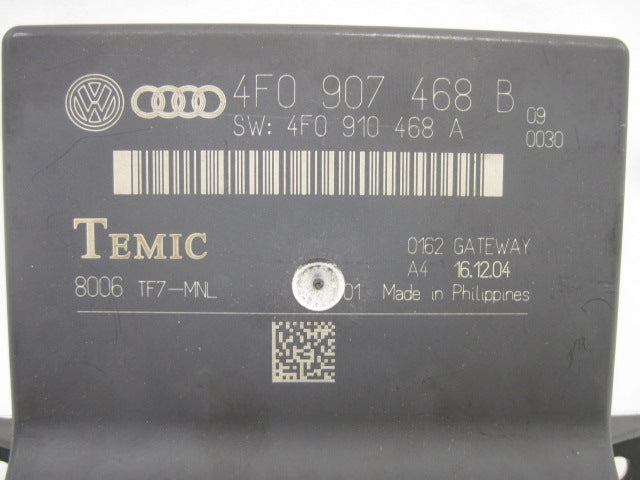 4F0 907 468 B
SW: 4F0 910 468 A
09
0030
TEMIC
0162 GATEWAY
A4 16.12.04
8006 TF7-MNL 01 Made in Philippines